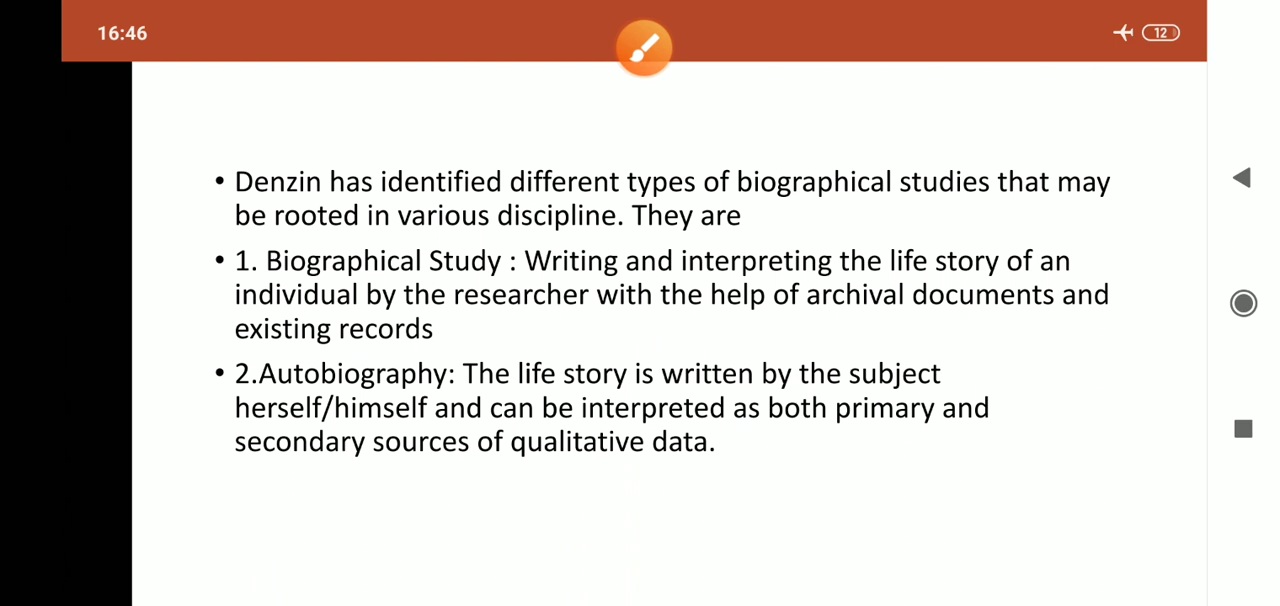 16:46
12
• Denzin has identified different types of biographical studies that may
be rooted in various discipline. They are
• 1. Biographical Study : Writing and interpreting the life story of an
individual by the researcher with the help of archival documents and
existing records
• 2.Autobiography: The life story is written by the subject
herself/himself and can be interpreted as both primary and
secondary sources of qualitative data.